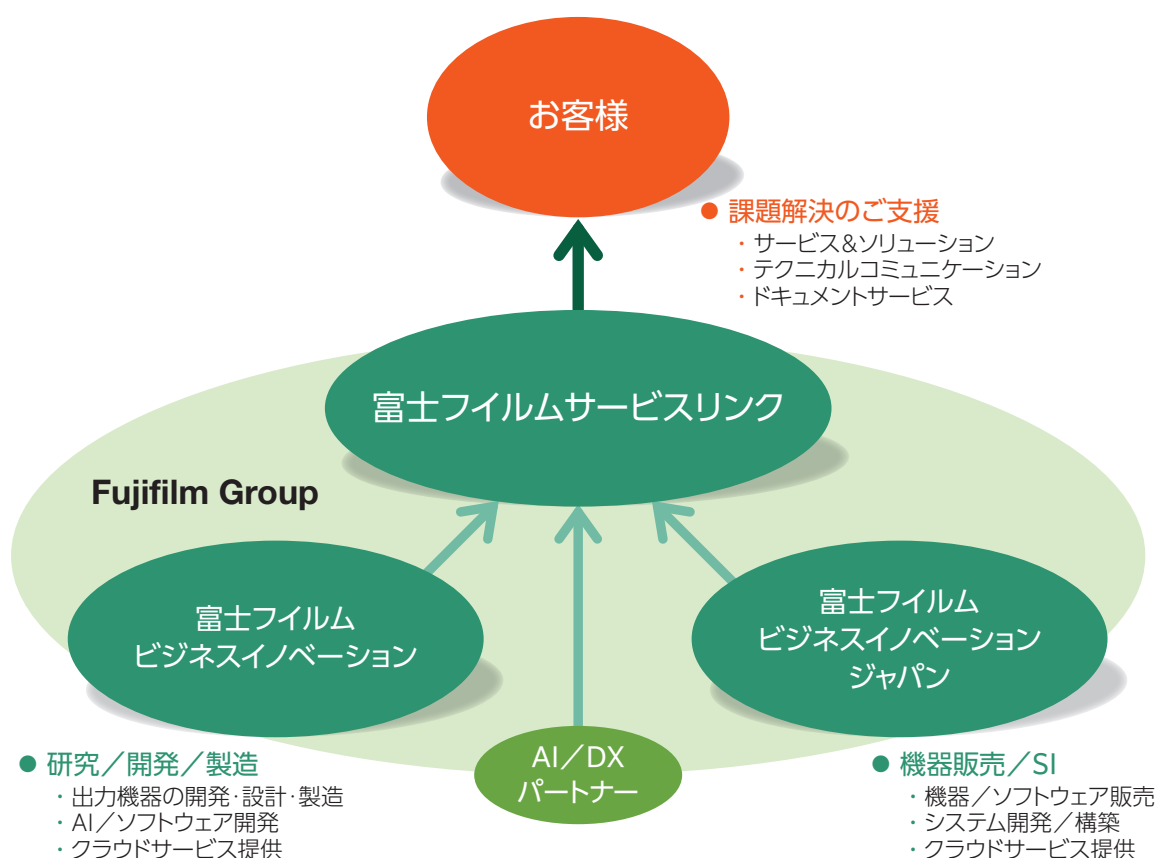 お客様
● 課題解決のご支援
・サービス&ソリューション
・テクニカルコミュニケーション
・ドキュメントサービス
富士フイルムサービスリンク
Fujifilm Group
富士フイルム
ビジネスイノベーション
富士フイルム
ビジネスイノベーション
ジャパン
AI／DX
パートナー
● 研究／開発／製造
・出力機器の開発・設計・製造
・AI／ソフトウェア開発
・クラウドサービス提供
● 機器販売／SI
・機器／ソフトウェア販売
・システム開発／構築
・クラウドサービス提供